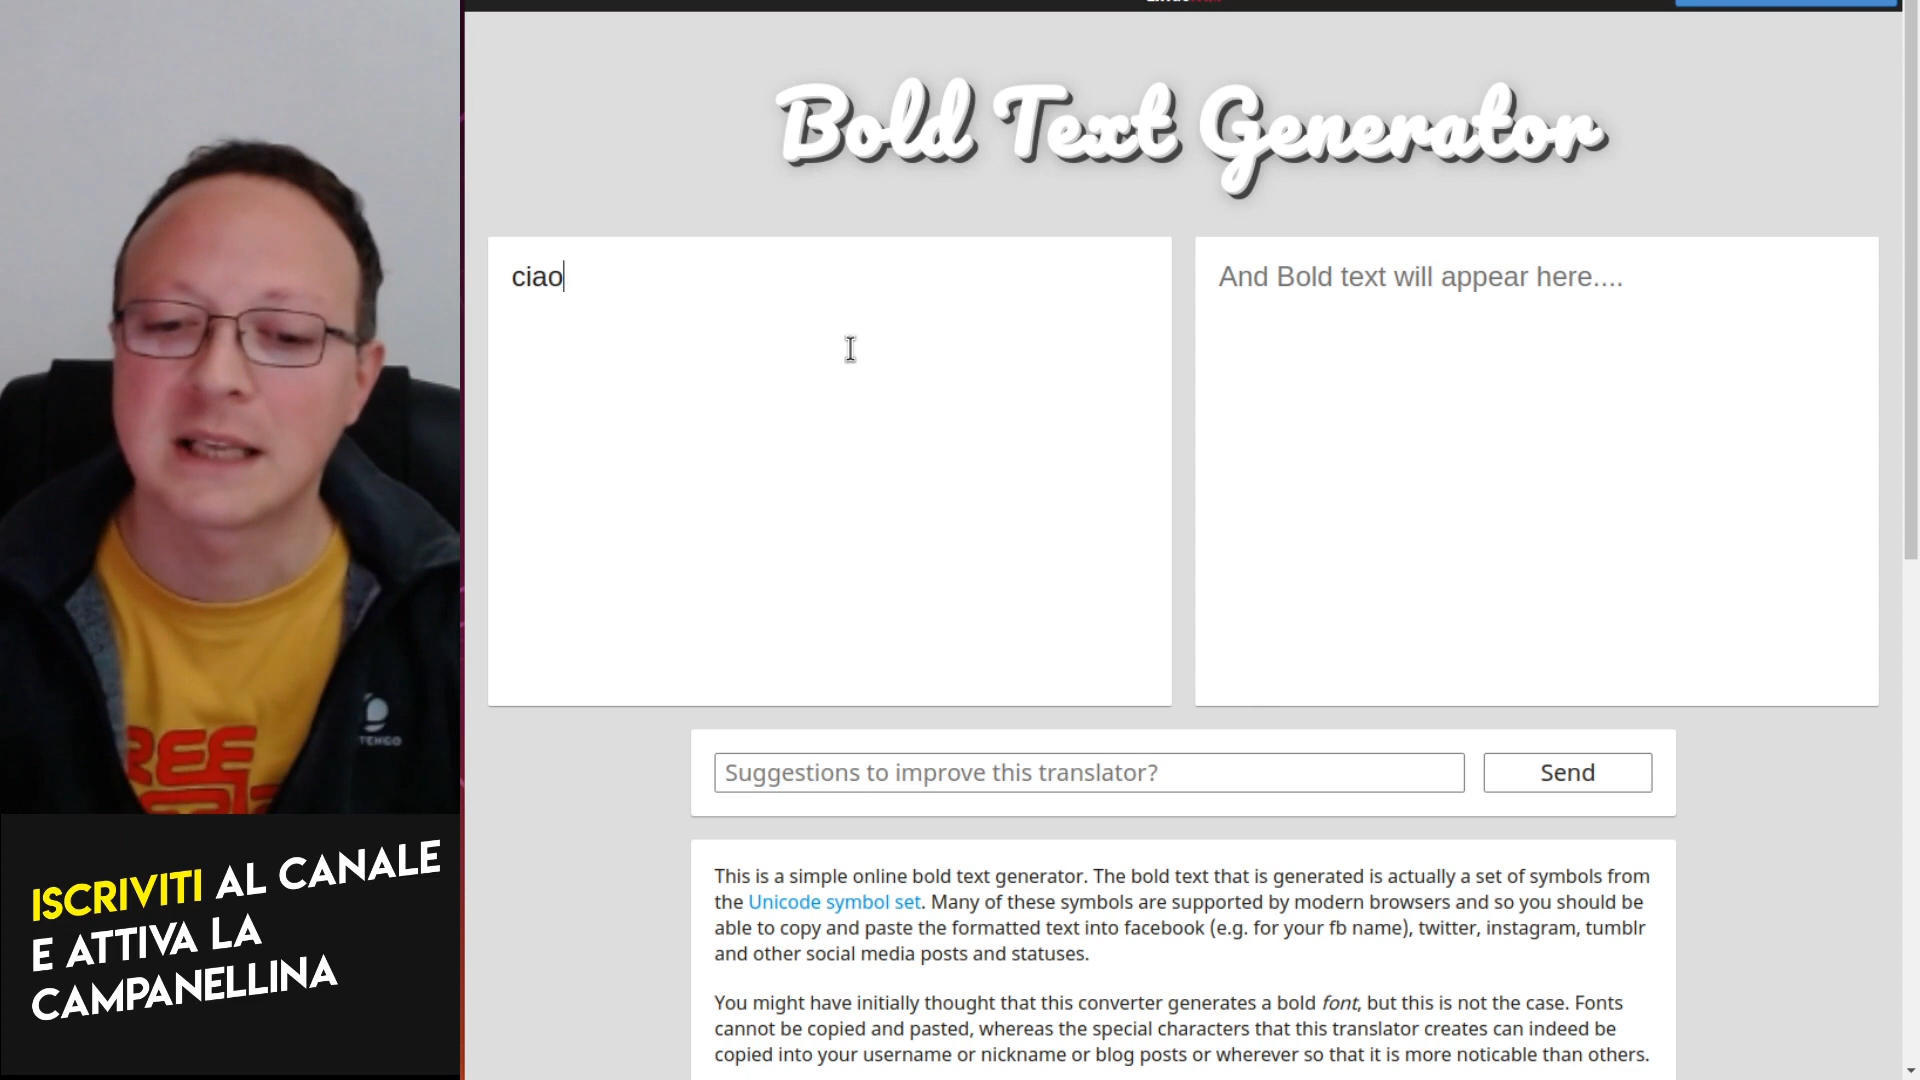 Bold Text Generator
ciao
And Bold text will appear here....
Suggestions to improve this translator?
Send
This is a simple online bold text generator. The bold text that is generated is actually a set of symbols from
the Unicode symbol set. Many of these symbols are supported by modern browsers and so you should be
able to copy and paste the formatted text into facebook (e.g. for your fb name), twitter, instagram, tumblr
and other social media posts and statuses.
You might have initially thought that this converter generates a bold font, but this is not the case. Fonts
cannot be copied and pasted, whereas the special characters that this translator creates can indeed be
copied into your username or nickname or blog posts or wherever so that it is more noticable than others.
ISCRIVITI AL CANALE
E ATTIVA LA
CAMPANELLINA